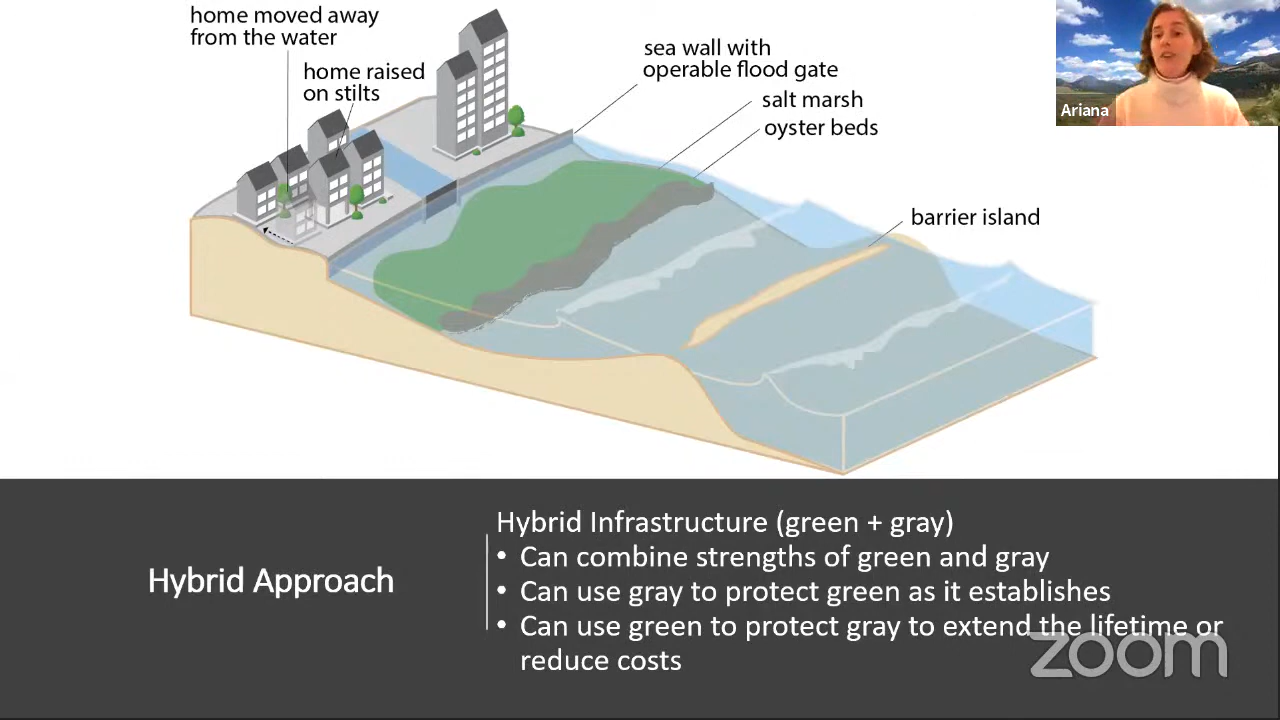 home moved away
from the water
home raised
on stilts
sea wall with
operable flood gate
salt marsh
oyster beds
barrier island
Ariana
Hybrid Approach
Hybrid Infrastructure (green + gray)
• Can combine strengths of green and gray
• Can use gray to protect green as it establishes
• Can use green to protect gray to extend the lifetime or
reduce costs
zoom